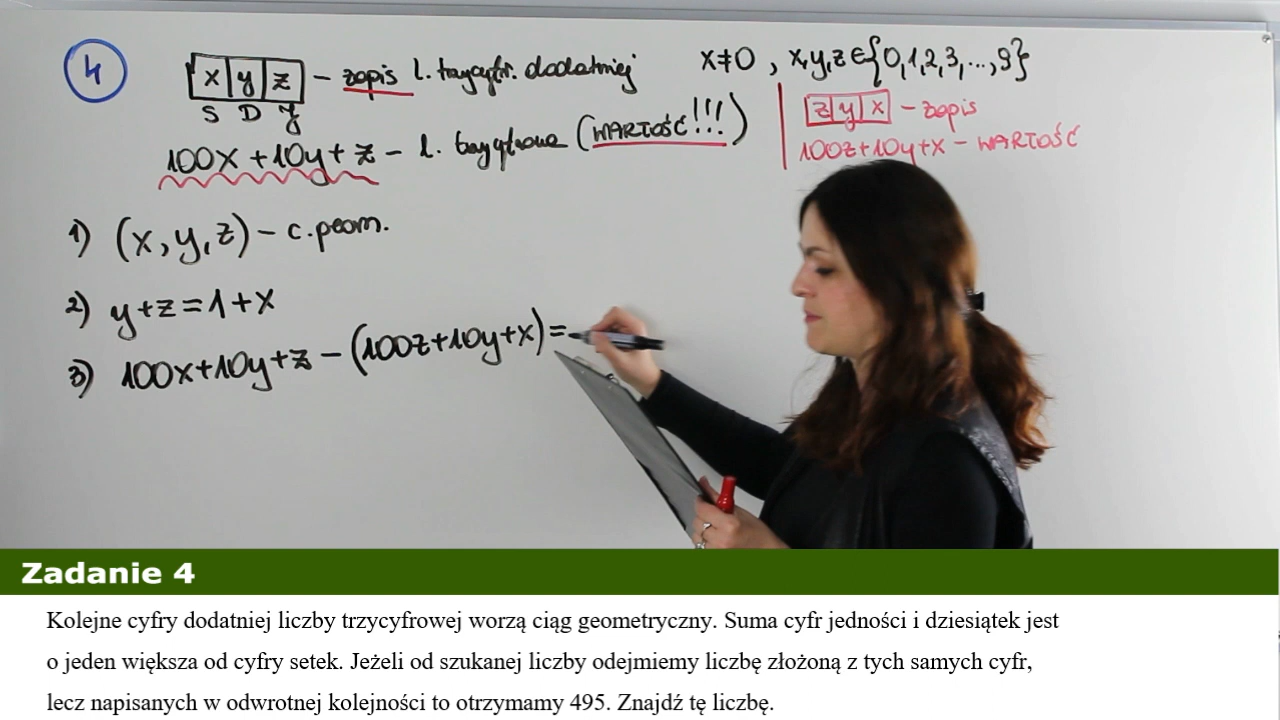 4
x y z - zapis l. trzycyfr. dodatniej x≠0 , x,y,z∈{0,1,2,3,...,9}
S D J
z y x - zapis
100x + 10y + z - l. trzycyfrowa (WARTOŚĆ!!!)
100z+10y+x - WARTOŚĆ
1) (x, y, z) - c. geom.
2) y+z=1+x
3) 100x+10y+z - (100z+10y+x)=
Zadanie 4
Kolejne cyfry dodatniej liczby trzycyfrowej worzą ciąg geometryczny. Suma cyfr jedności i dziesiątek jest
o jeden większa od cyfry setek. Jeżeli od szukanej liczby odejmiemy liczbę złożoną z tych samych cyfr,
lecz napisanych w odwrotnej kolejności to otrzymamy 495. Znajdź tę liczbę.